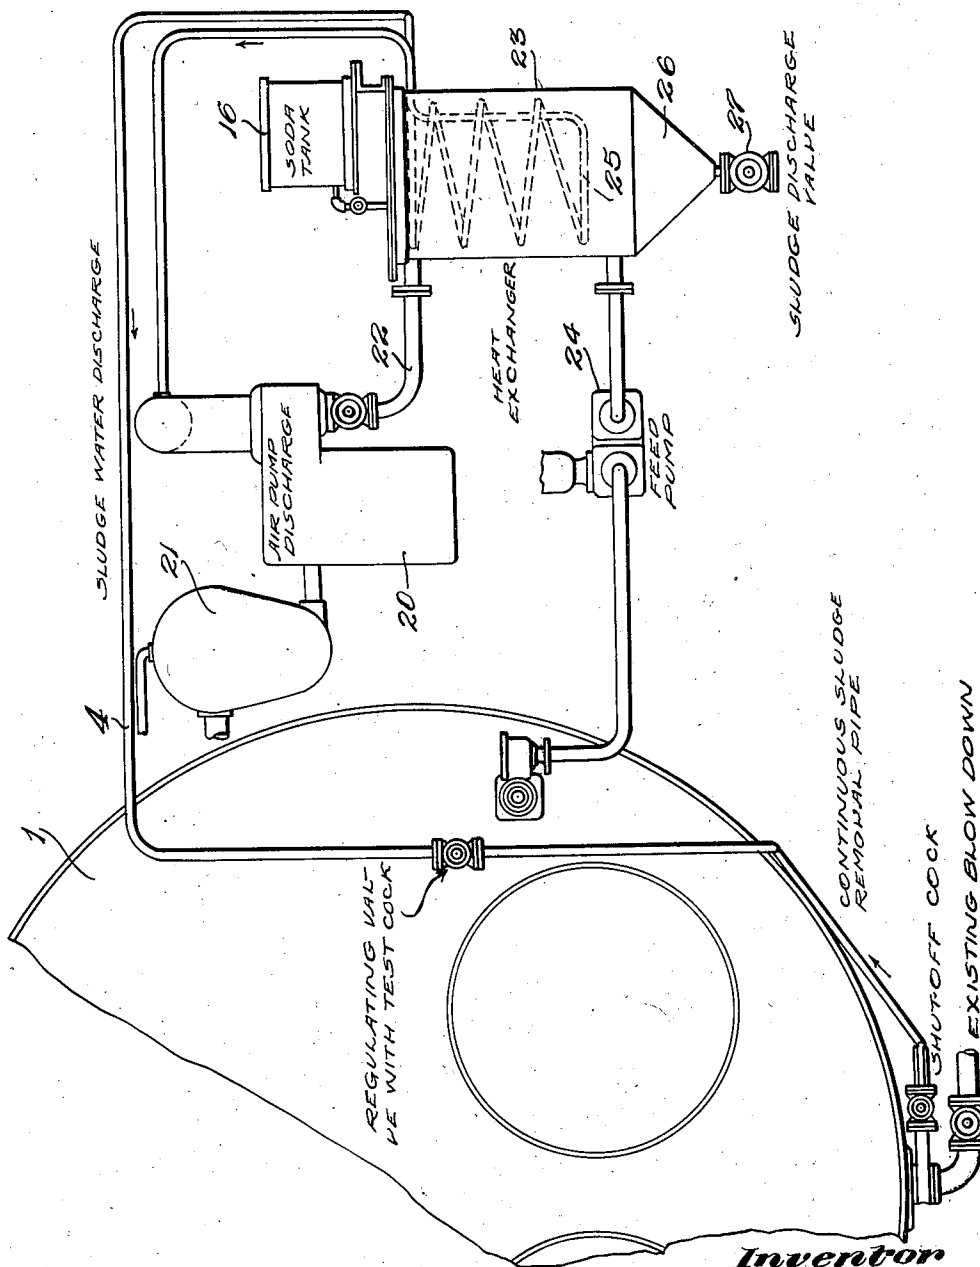 SLUDGE WATER DISCHARGE
4
1
21
16
SODA
TANK
AIR PUMP
DISCHARGE
20
22
23
HEAT
EXCHANGER
25
26
24
FEED
PUMP
27
SLUDGE DISCHARGE
VALVE
REGULATING VAL-
VE WITH TEST COCK
CONTINUOUS SLUDGE
REMOVAL PIPE
SHUT-OFF COCK
EXISTING BLOW DOWN
Inventor